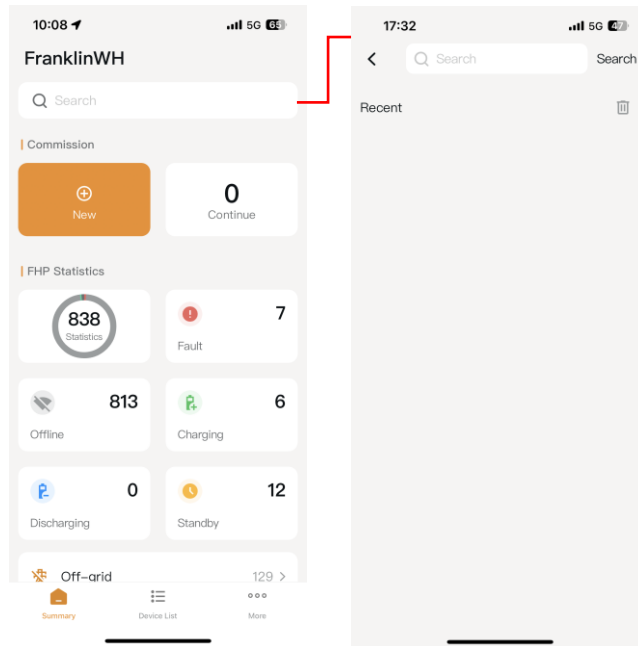 10:08
5G 65
FranklinWH
Search
Commission
New
0
Continue
FHP Statistics
838
Statistics
7
Fault
813
Offline
6
Charging
0
Discharging
12
Standby
Off-grid
129 >
Summary
Device List
More
17:32
5G 47
Search
Search
Recent